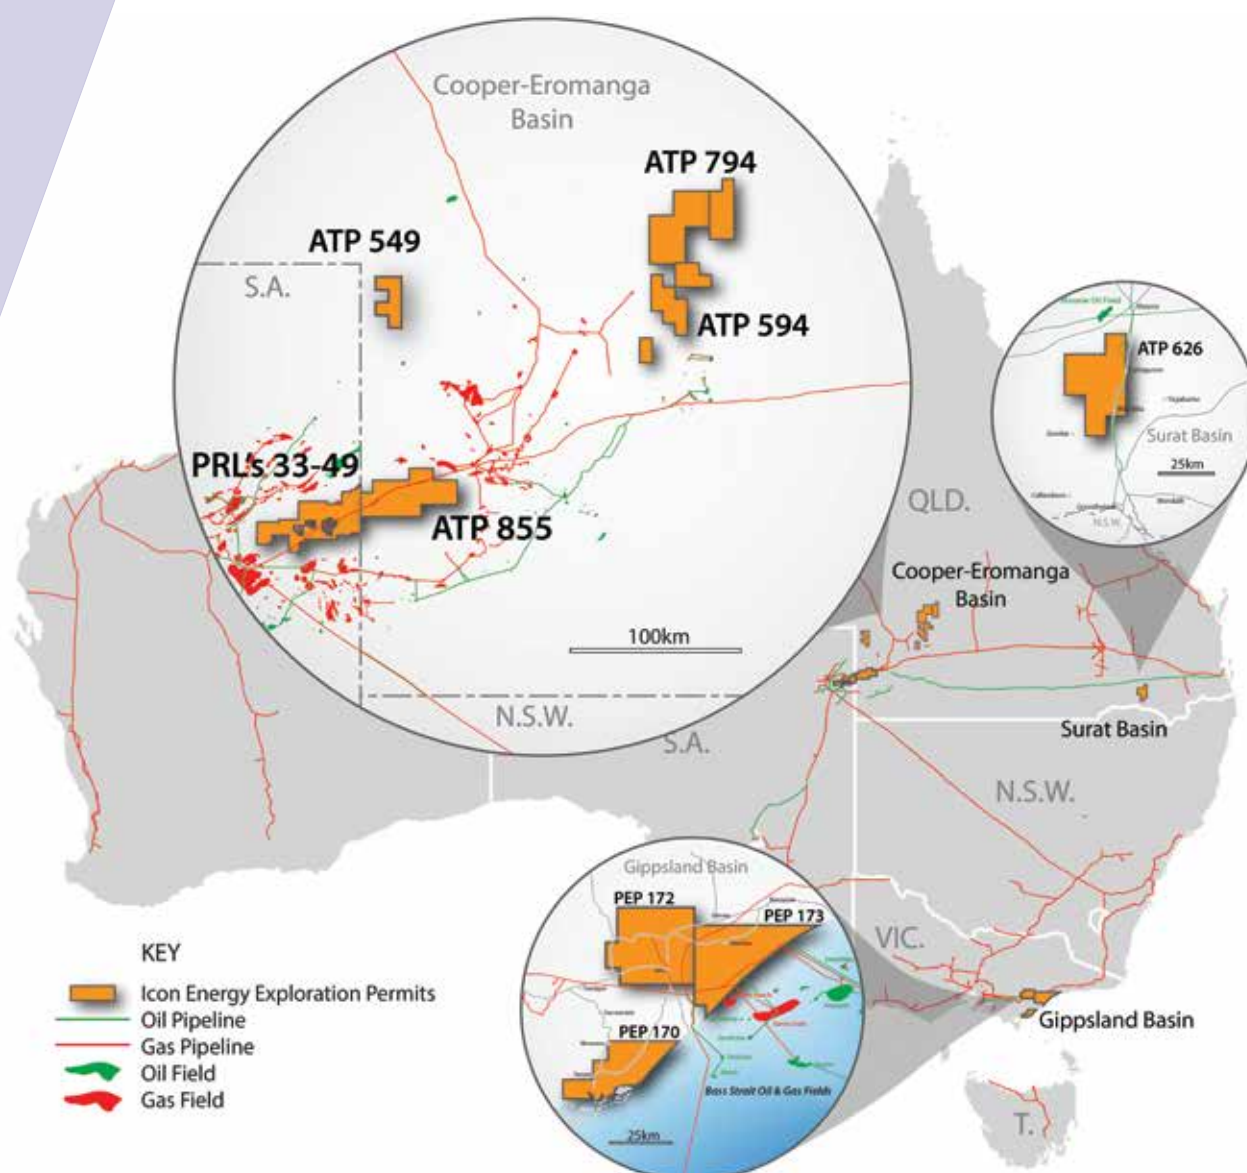 Cooper-Eromanga
Basin
ATP 794
ATP 549
S.A.
ATP 594
PRL's 33-49
ATP 855
100km
N.S.W.
ATP 626
Surat Basin
25km
N.S.W.
QLD.
Cooper-Eromanga
Basin
Surat Basin
S.A.
N.S.W.
Gippsland Basin
PEP 172
PEP 173
PEP 170
Bass Strait Oil & Gas Fields
25km
VIC.
Gippsland Basin
T.
KEY
Icon Energy Exploration Permits
Oil Pipeline
Gas Pipeline
Oil Field
Gas Field